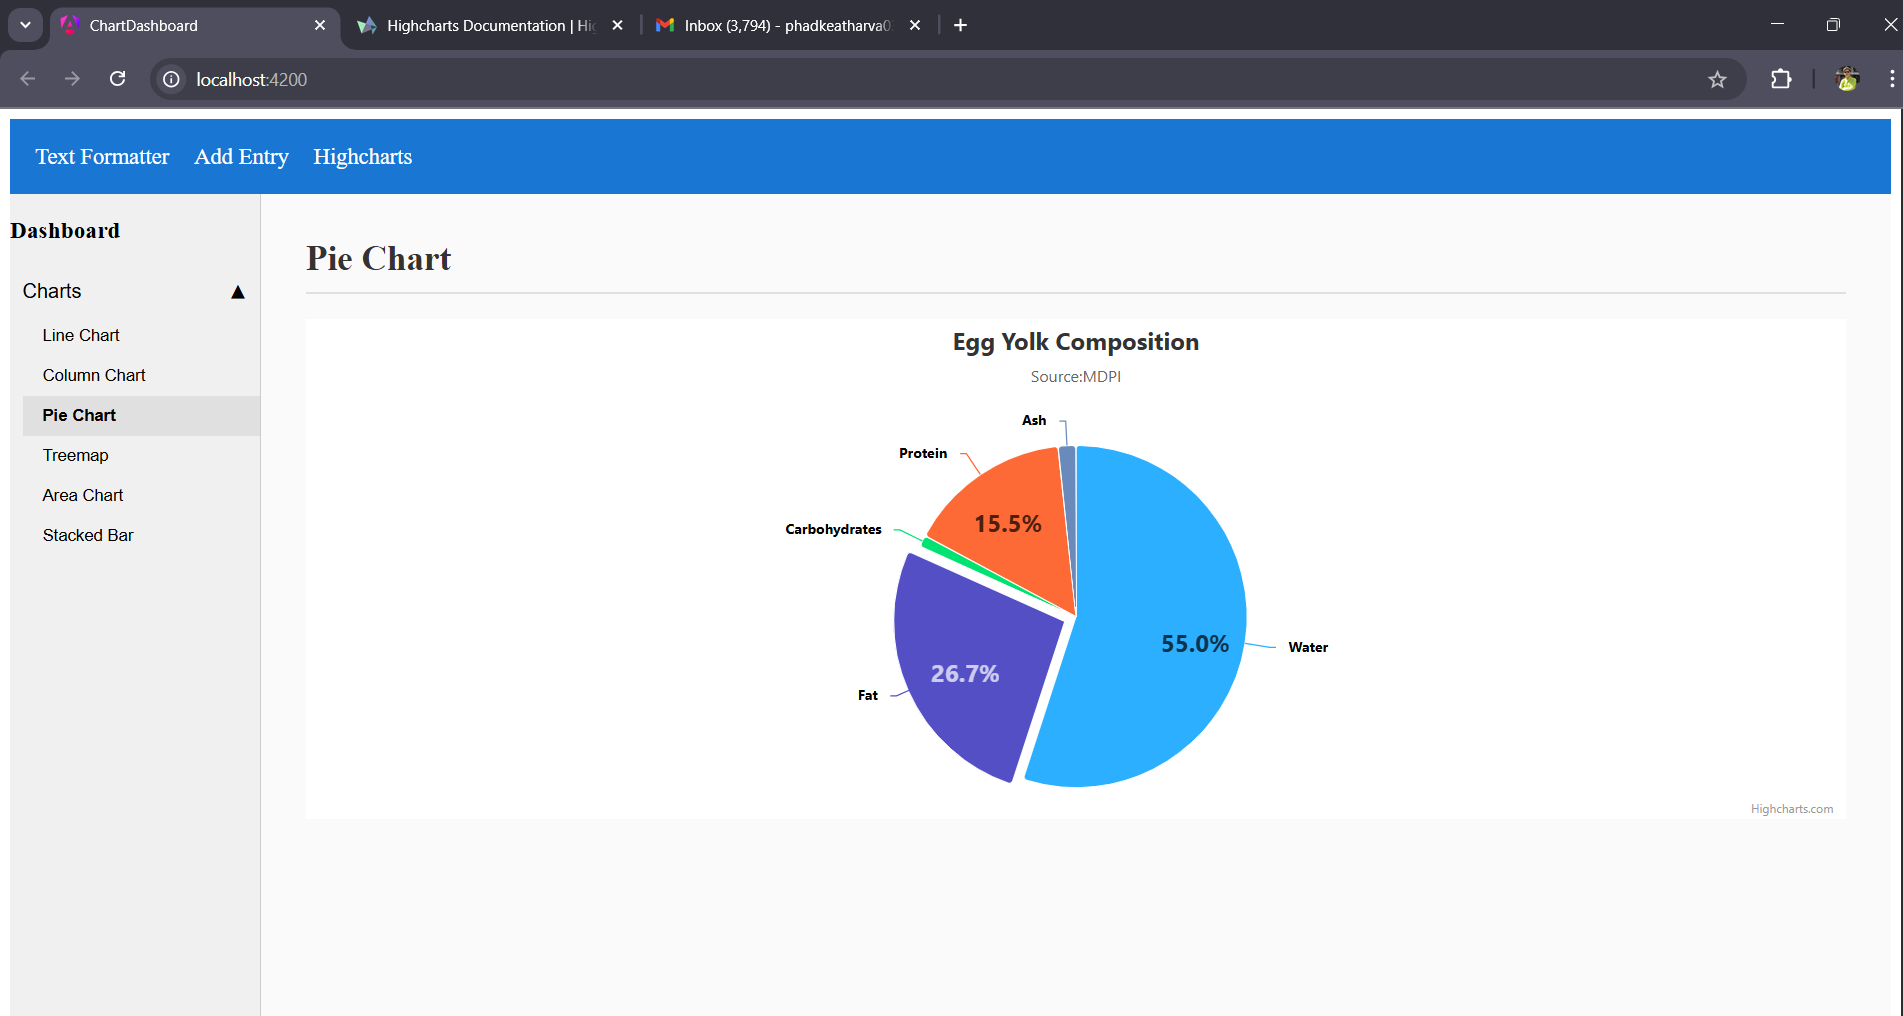 ChartDashboard
Highcharts Documentation | Hi
Inbox (3,794) - phadkeatharva0
localhost:4200
Text Formatter Add Entry Highcharts
Dashboard
Charts ▲
Line Chart
Column Chart
Pie Chart
Treemap
Area Chart
Stacked Bar
Pie Chart
Egg Yolk Composition
Source:MDPI
Ash
Protein
15.5%
Carbohydrates
55.0%
Water
26.7%
Fat
Highcharts.com